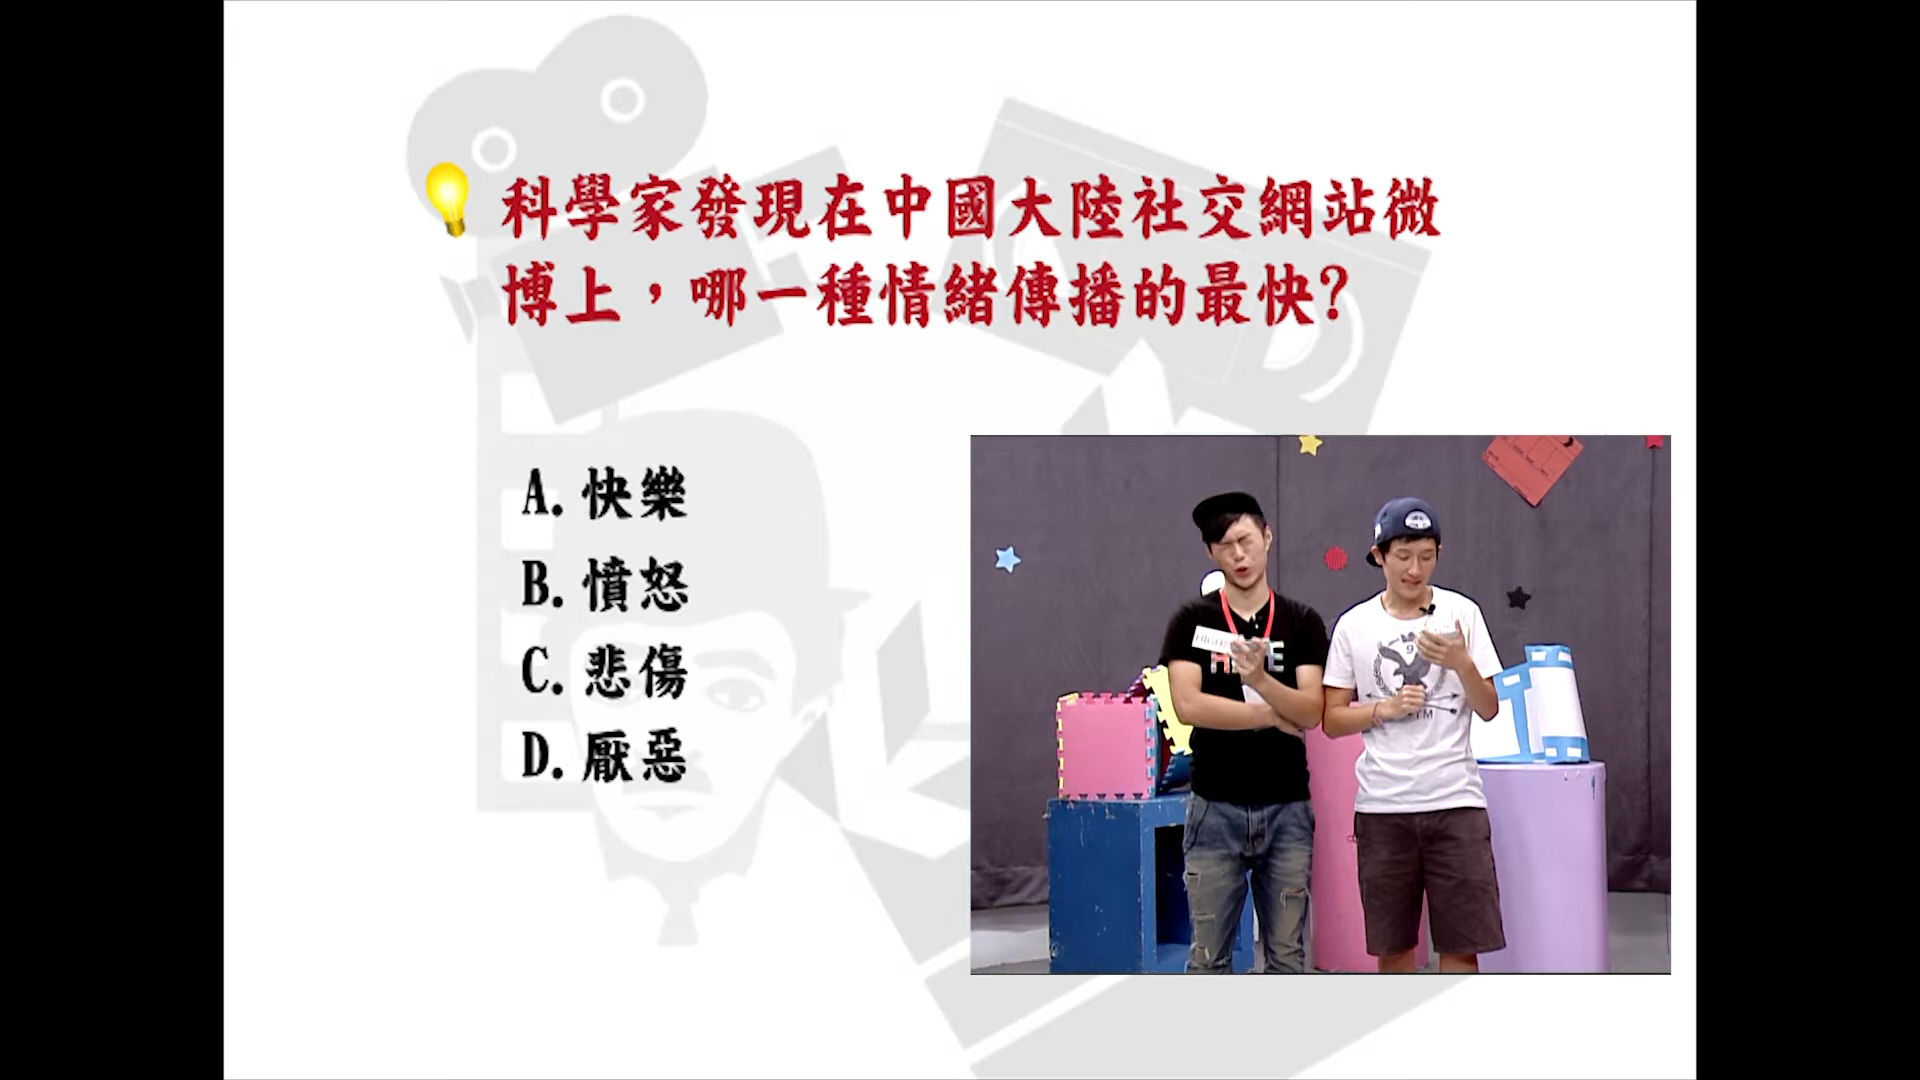 科學家發現在中國大陸社交網站微
博上，哪一種情緒傳播的最快?
A. 快樂
B. 憤怒
C. 悲傷
D. 厭惡